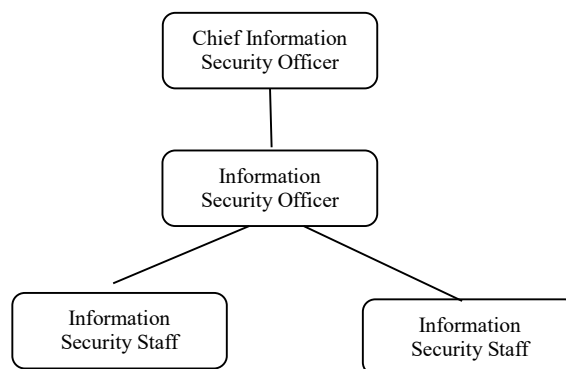 Chief Information
Security Officer
Information
Security Officer
Information
Security Staff
Information
Security Staff